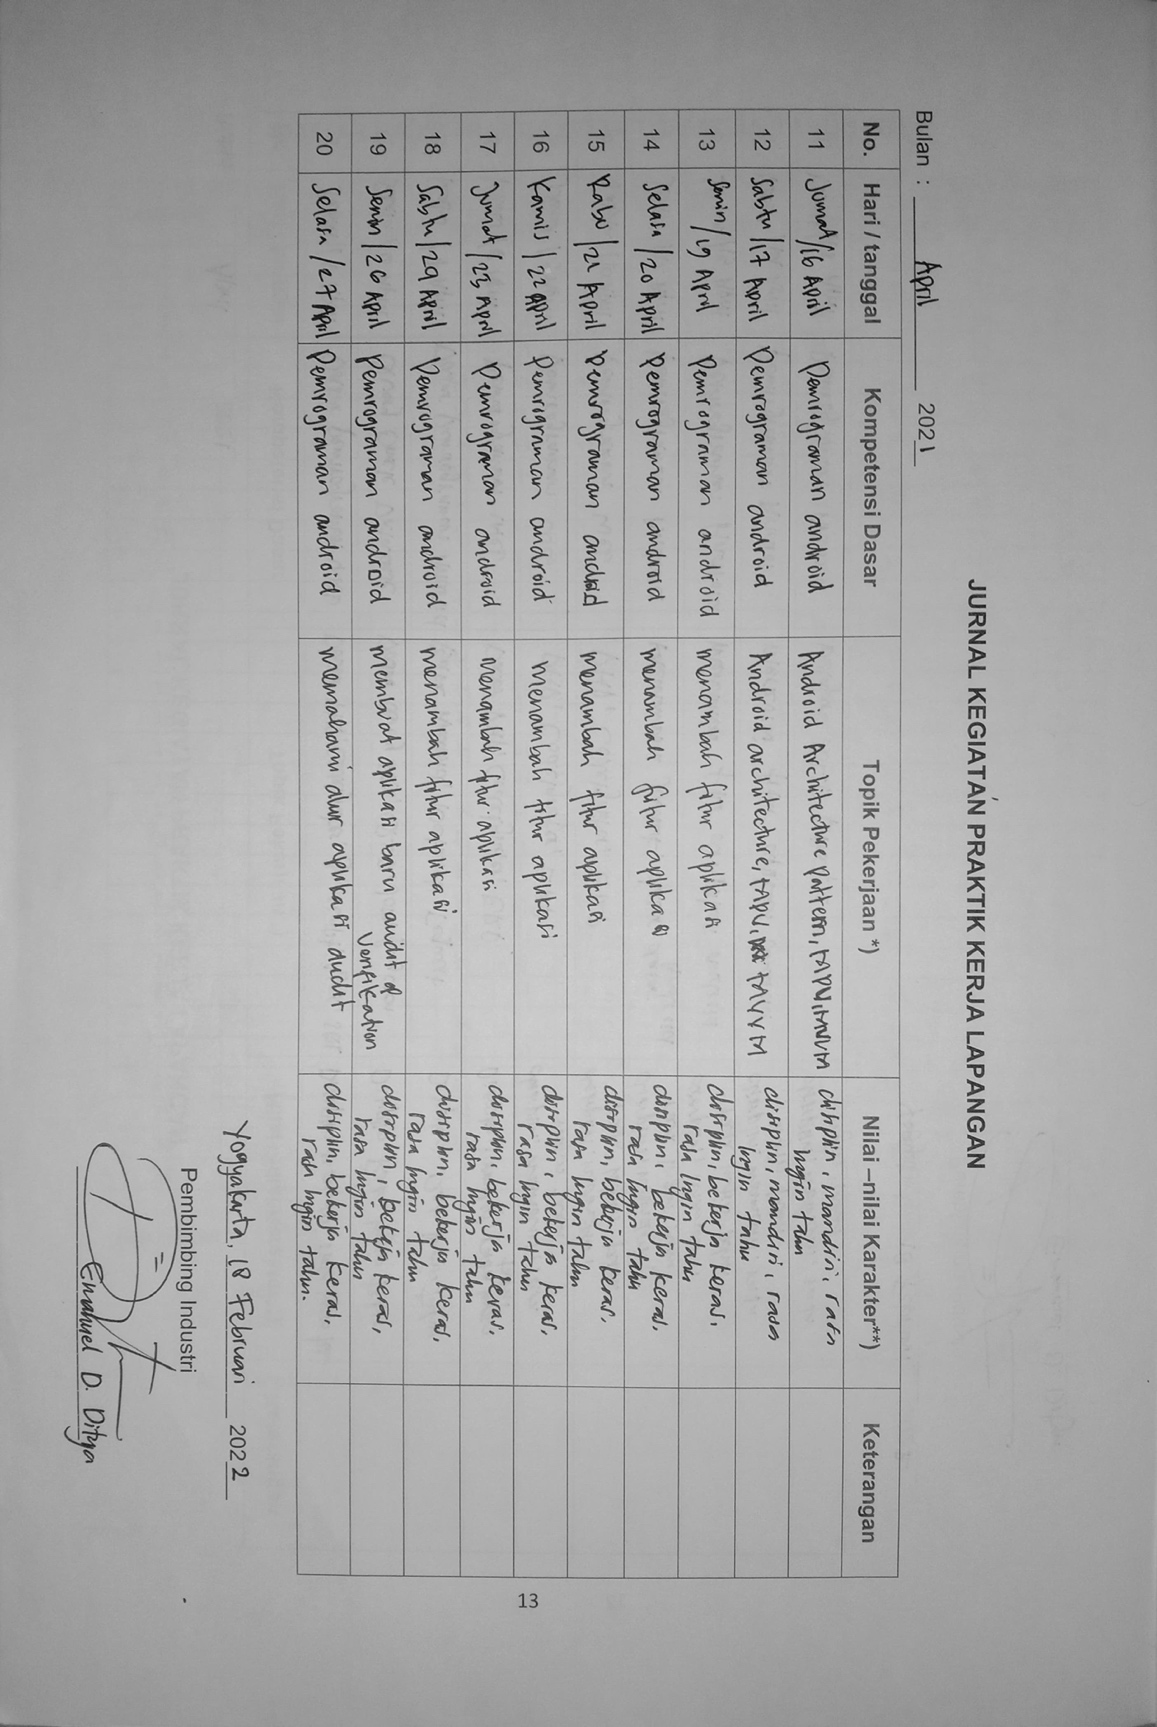 JURNAL KEGIATAN PRAKTIK KERJA LAPANGAN
Bulan : April 2021
No. Hari / tanggal Kompetensi Dasar Topik Pekerjaan *) Nilai –nilai Karakter**) Keterangan
11 Jumat/16 April Pemrograman android Android Architecture pattern, MPV, MVVM disiplin, mandiri, rasa
ingin tahu
12 Sabtu/17 April Pemrograman android Android architecture, MPV, MVVM disiplin, mandiri, rasa
ingin tahu
13 Senin/19 April Pemrograman android menambah fitur aplikasi disiplin, bekerja keras,
rasa ingin tahu
14 Selasa/20 April Pemrograman android menambah fitur aplikasi disiplin, bekerja keras,
rasa ingin tahu
15 Rabu/21 April Pemrograman android menambah fitur aplikasi disiplin, bekerja keras,
rasa ingin tahu
16 Kamis/22 April Pemrograman android menambah fitur aplikasi disiplin, bekerja keras,
rasa ingin tahu
17 Jumat/23 April Pemrograman android menambah fitur aplikasi disiplin, bekerja keras,
rasa ingin tahu
18 Sabtu/29 April Pemrograman android menambah fitur aplikasi disiplin, bekerja keras,
rasa ingin tahu
19 Senin/26 April Pemrograman android membuat aplikasi baru audit disiplin, bekerja keras,
Verifikation rasa ingin tahu
20 Selasa/27 April Pemrograman android memahami alur aplikasi audit disiplin, bekerja keras,
rasa ingin tahu.
Yogyakarta, 18 Februari 2022
Pembimbing Industri
D. Ditya
13